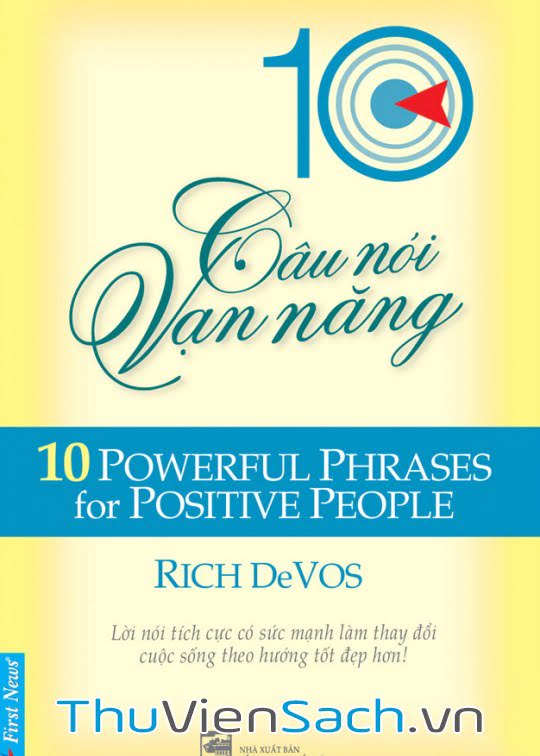 10
Câu nói
Vạn năng
10 POWERFUL PHRASES
for POSITIVE PEOPLE
RICH DeVOS
Lời nói tích cực có sức mạnh làm thay đổi
cuộc sống theo hướng tốt đẹp hơn!
First News®
ThuVienSach.vn
NHÀ XUẤT BẢN